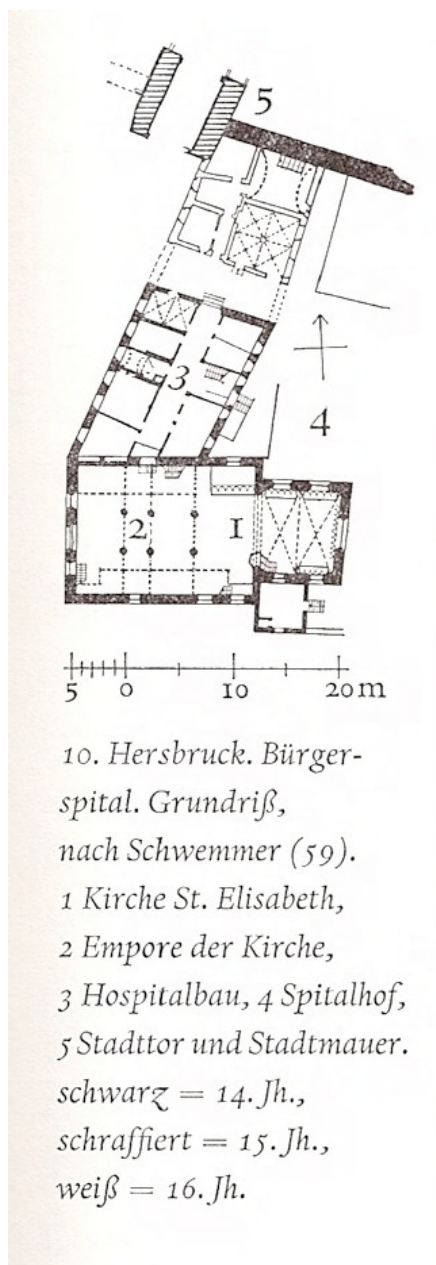 5
3
4
2
1
5 0 10 20 m
10. Hersbruck. Bürger-
spital. Grundriß,
nach Schwemmer (59).
1 Kirche St. Elisabeth,
2 Empore der Kirche,
3 Hospitalbau, 4 Spitalhof,
5 Stadttor und Stadtmauer.
schwarz = 14. Jh.,
schraffiert = 15. Jh.,
weiß = 16. Jh.